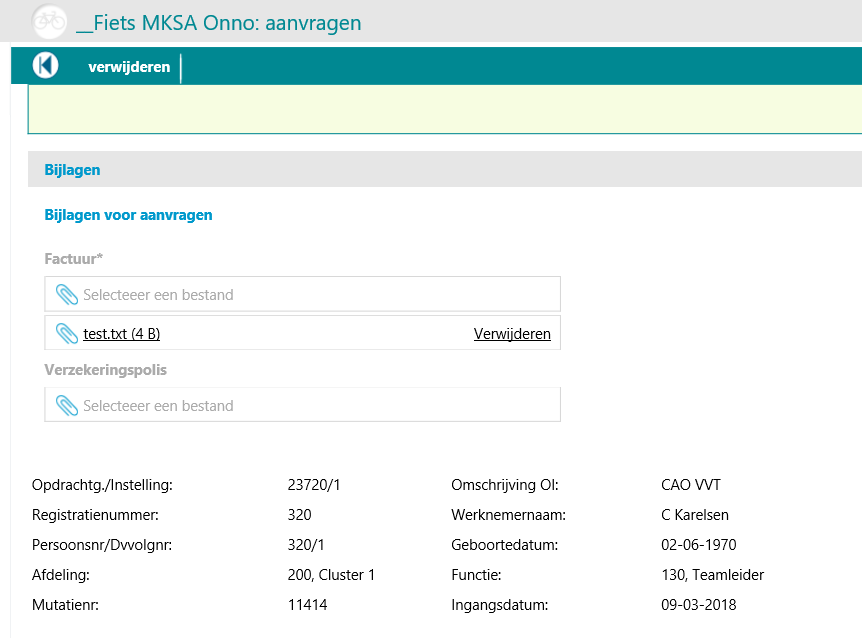 __Fiets MKSA Onno: aanvragen
verwijderen
Bijlagen
Bijlagen voor aanvragen
Factuur*
Selecteeer een bestand
test.txt (4 B) Verwijderen
Verzekeringspolis
Selecteeer een bestand
Opdrachtg./Instelling: 23720/1 Omschrijving OI: CAO VVT
Registratienummer: 320 Werknemernaam: C Karelsen
Persoonsnr/Dvvolgnr: 320/1 Geboortedatum: 02-06-1970
Afdeling: 200, Cluster 1 Functie: 130, Teamleider
Mutatienr: 11414 Ingangsdatum: 09-03-2018